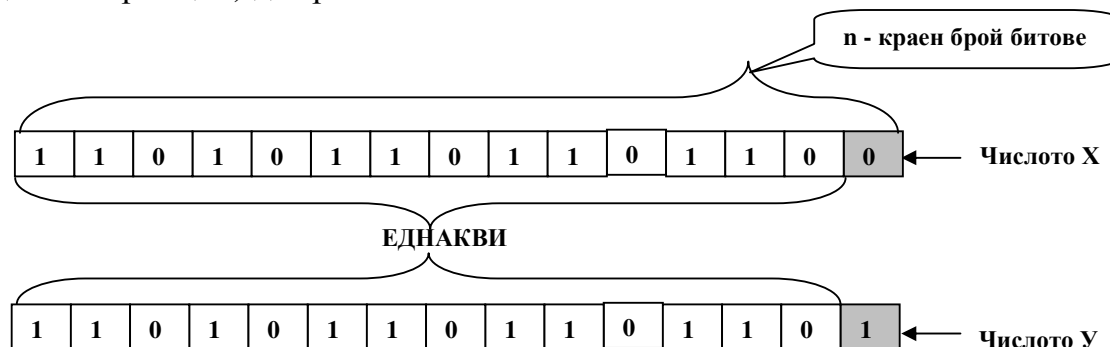 n - краен брой битове
1 1 0 1 0 1 1 0 1 1 0 1 1 0 0 Числото X
ЕДНАКВИ
1 1 0 1 0 1 1 0 1 1 0 1 1 0 1 Числото У